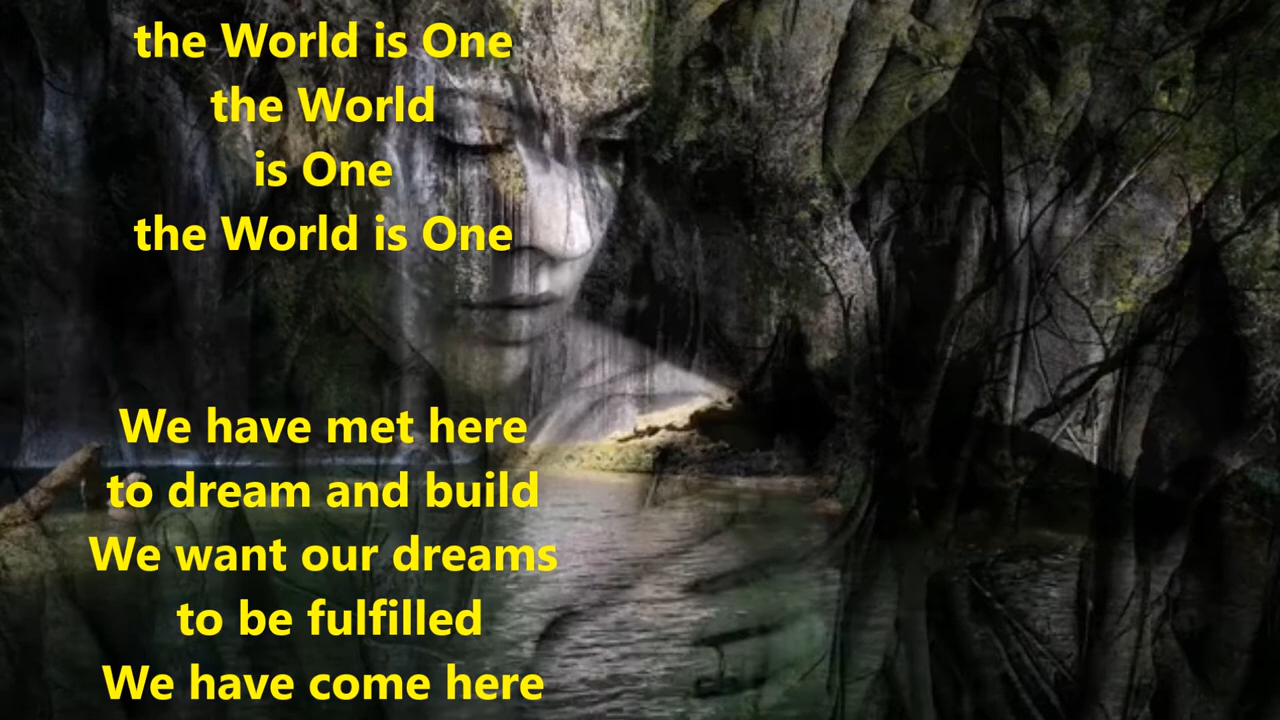 the World is One
the World
is One
the World is One
We have met here
to dream and build
We want our dreams
to be fulfilled
We have come here